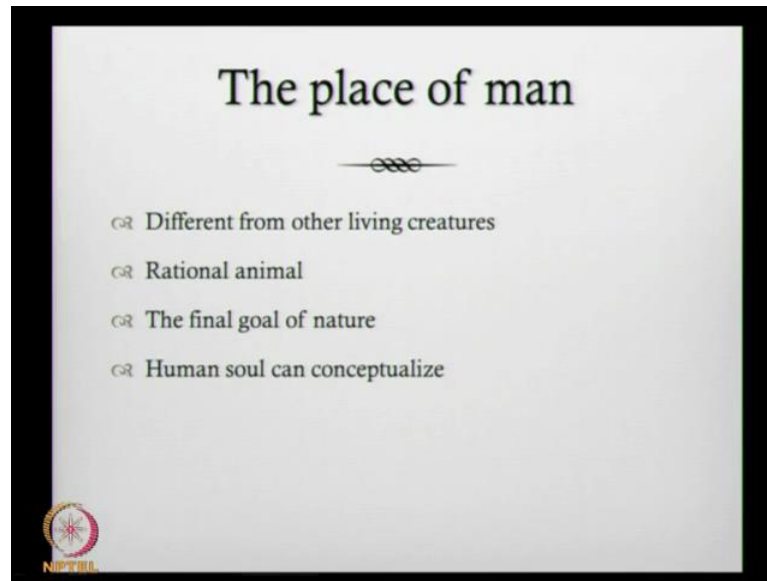 The place of man
Different from other living creatures
Rational animal
The final goal of nature
Human soul can conceptualize
NPTEL